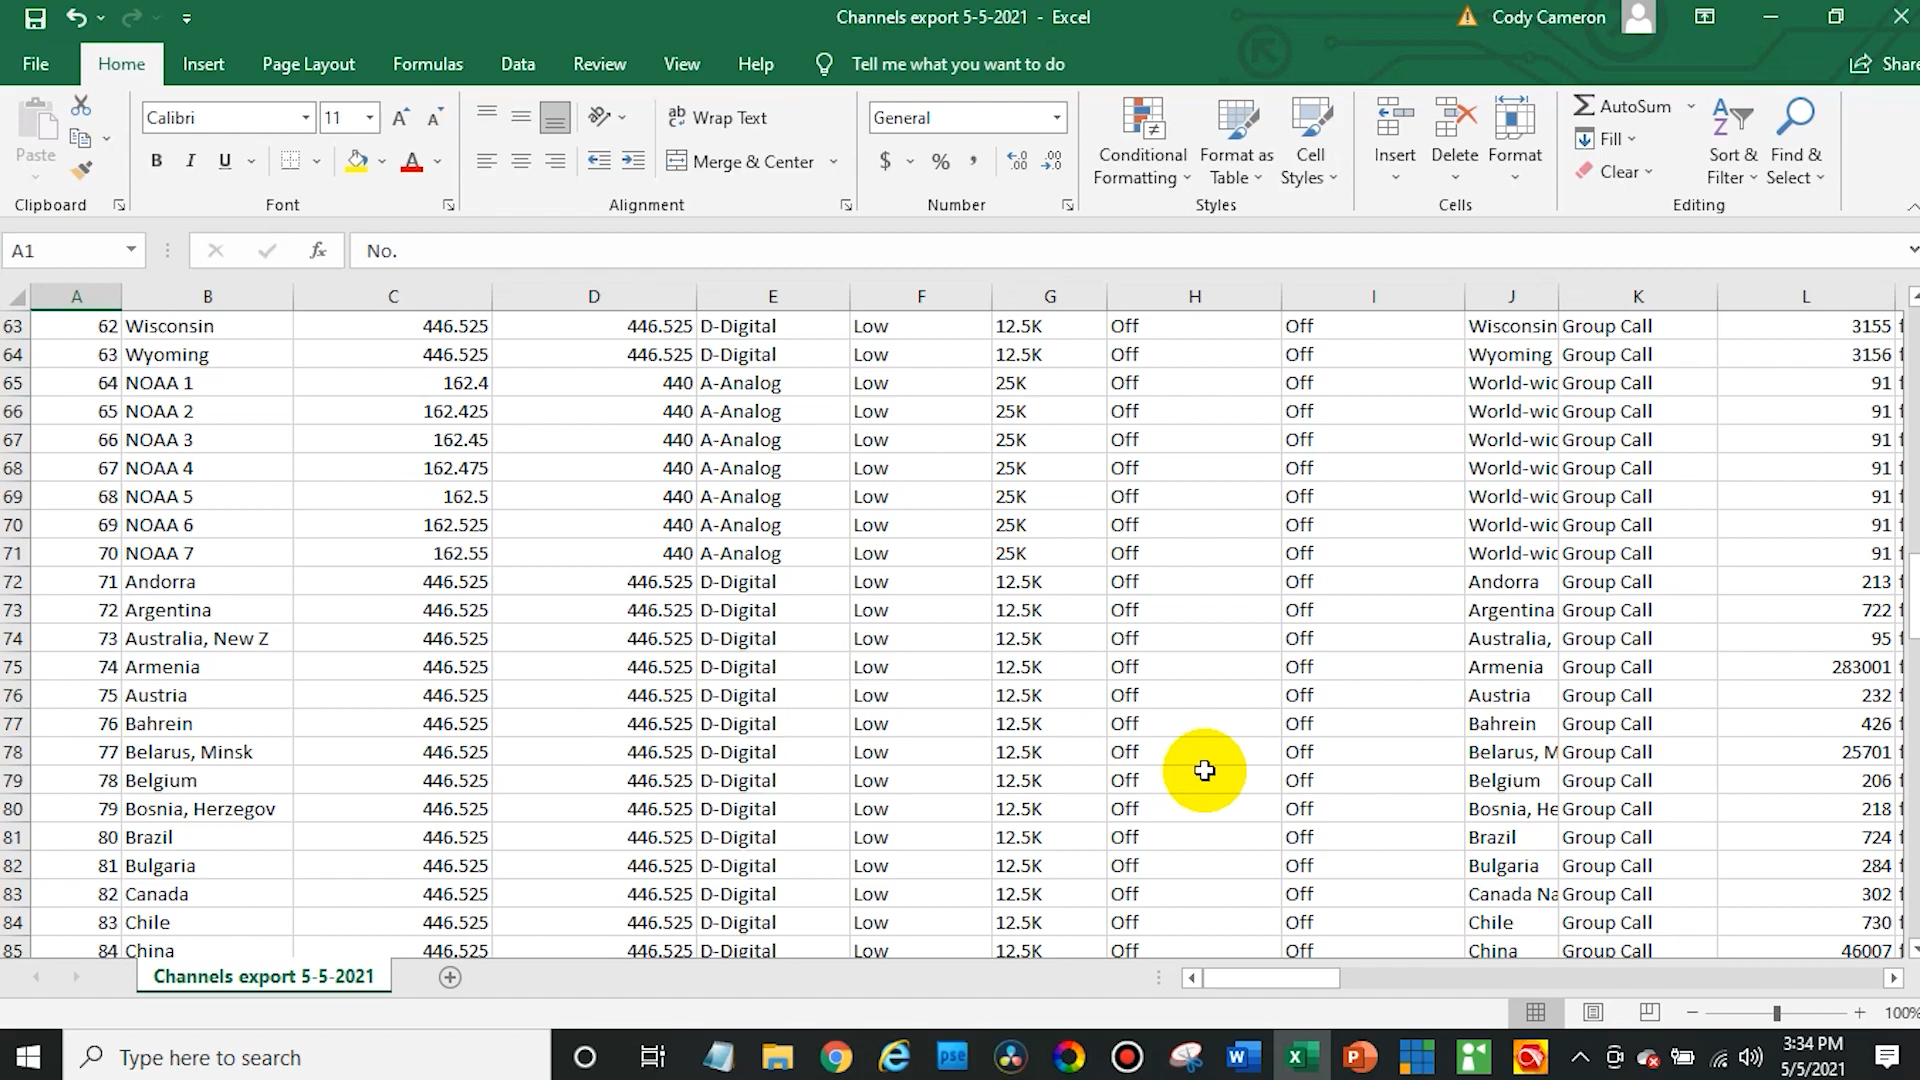 Channels export 5-5-2021 - Excel
Cody Cameron
File Home Insert Page Layout Formulas Data Review View Help Tell me what you want to do Share
Paste
Clipboard
Calibri 11
B I U A
Font
Wrap Text
Merge & Center
Alignment
General
$ % ,
Number
Conditional Formatting
Format as Table
Cell Styles
Styles
Insert Delete Format
Cells
AutoSum
Fill
Clear
Sort & Filter
Find & Select
Editing
A1 fx No.
A B C D E F G H I J K L
63 62 Wisconsin 446.525 446.525 D-Digital Low 12.5K Off Off Wisconsin Group Call 3155
64 63 Wyoming 446.525 446.525 D-Digital Low 12.5K Off Off Wyoming Group Call 3156
65 64 NOAA 1 162.4 440 A-Analog Low 25K Off Off World-wid Group Call 91
66 65 NOAA 2 162.425 440 A-Analog Low 25K Off Off World-wid Group Call 91
67 66 NOAA 3 162.45 440 A-Analog Low 25K Off Off World-wid Group Call 91
68 67 NOAA 4 162.475 440 A-Analog Low 25K Off Off World-wid Group Call 91
69 68 NOAA 5 162.5 440 A-Analog Low 25K Off Off World-wid Group Call 91
70 69 NOAA 6 162.525 440 A-Analog Low 25K Off Off World-wid Group Call 91
71 70 NOAA 7 162.55 440 A-Analog Low 25K Off Off World-wid Group Call 91
72 71 Andorra 446.525 446.525 D-Digital Low 12.5K Off Off Andorra Group Call 213
73 72 Argentina 446.525 446.525 D-Digital Low 12.5K Off Off Argentina Group Call 722
74 73 Australia, New Z 446.525 446.525 D-Digital Low 12.5K Off Off Australia, Group Call 95
75 74 Armenia 446.525 446.525 D-Digital Low 12.5K Off Off Armenia Group Call 283001
76 75 Austria 446.525 446.525 D-Digital Low 12.5K Off Off Austria Group Call 232
77 76 Bahrein 446.525 446.525 D-Digital Low 12.5K Off Off Bahrein Group Call 426
78 77 Belarus, Minsk 446.525 446.525 D-Digital Low 12.5K Off Off Belarus, M Group Call 25701
79 78 Belgium 446.525 446.525 D-Digital Low 12.5K Off Off Belgium Group Call 206
80 79 Bosnia, Herzegov 446.525 446.525 D-Digital Low 12.5K Off Off Bosnia, He Group Call 218
81 80 Brazil 446.525 446.525 D-Digital Low 12.5K Off Off Brazil Group Call 724
82 81 Bulgaria 446.525 446.525 D-Digital Low 12.5K Off Off Bulgaria Group Call 284
83 82 Canada 446.525 446.525 D-Digital Low 12.5K Off Off Canada Na Group Call 302
84 83 Chile 446.525 446.525 D-Digital Low 12.5K Off Off Chile Group Call 730
85 84 China 446.525 446.525 D-Digital Low 12.5K Off Off China Group Call 46007
Channels export 5-5-2021
100%
Type here to search
pse
W X P
3:34 PM
5/5/2021